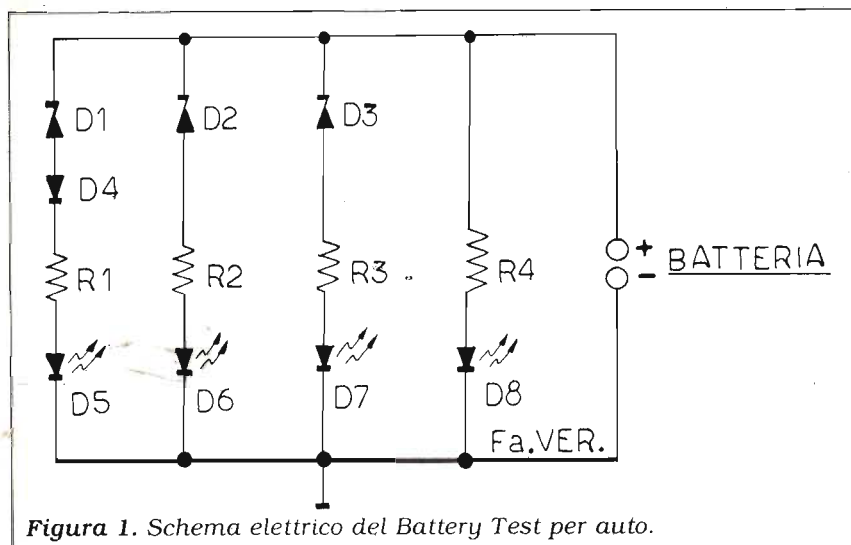 D1 D2 D3
D4
R1 R2 R3 R4
+
- BATTERIA
D5 D6 D7 D8
Fa.VER.
Figura 1. Schema elettrico del Battery Test per auto.